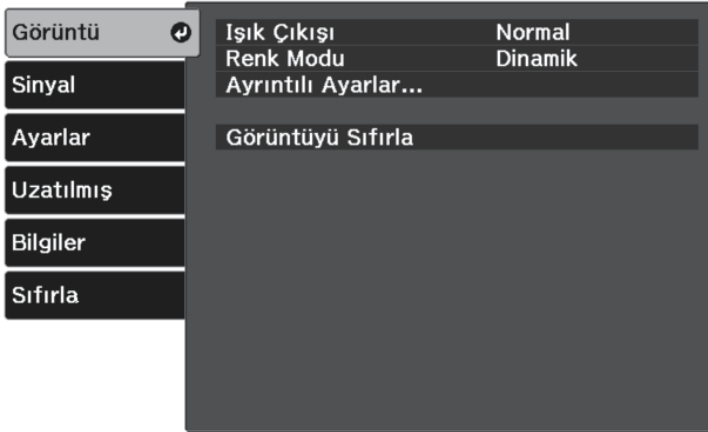 Görüntü
Sinyal
Ayarlar
Uzatılmış
Bilgiler
Sıfırla
Işık Çıkışı Normal
Renk Modu Dinamik
Ayrıntılı Ayarlar...
Görüntüyü Sıfırla